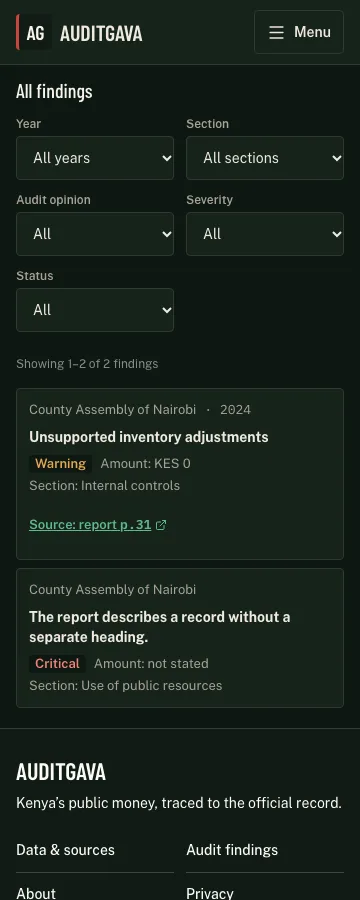 AG AUDITGAVA Menu
All findings
Year Section
All years All sections
Audit opinion Severity
All All
Status
All
Showing 1–2 of 2 findings
County Assembly of Nairobi · 2024
Unsupported inventory adjustments
Warning Amount: KES 0
Section: Internal controls
Source: report p.31
County Assembly of Nairobi
The report describes a record without a
separate heading.
Critical Amount: not stated
Section: Use of public resources
AUDITGAVA
Kenya’s public money, traced to the official record.
Data & sources Audit findings
About Privacy